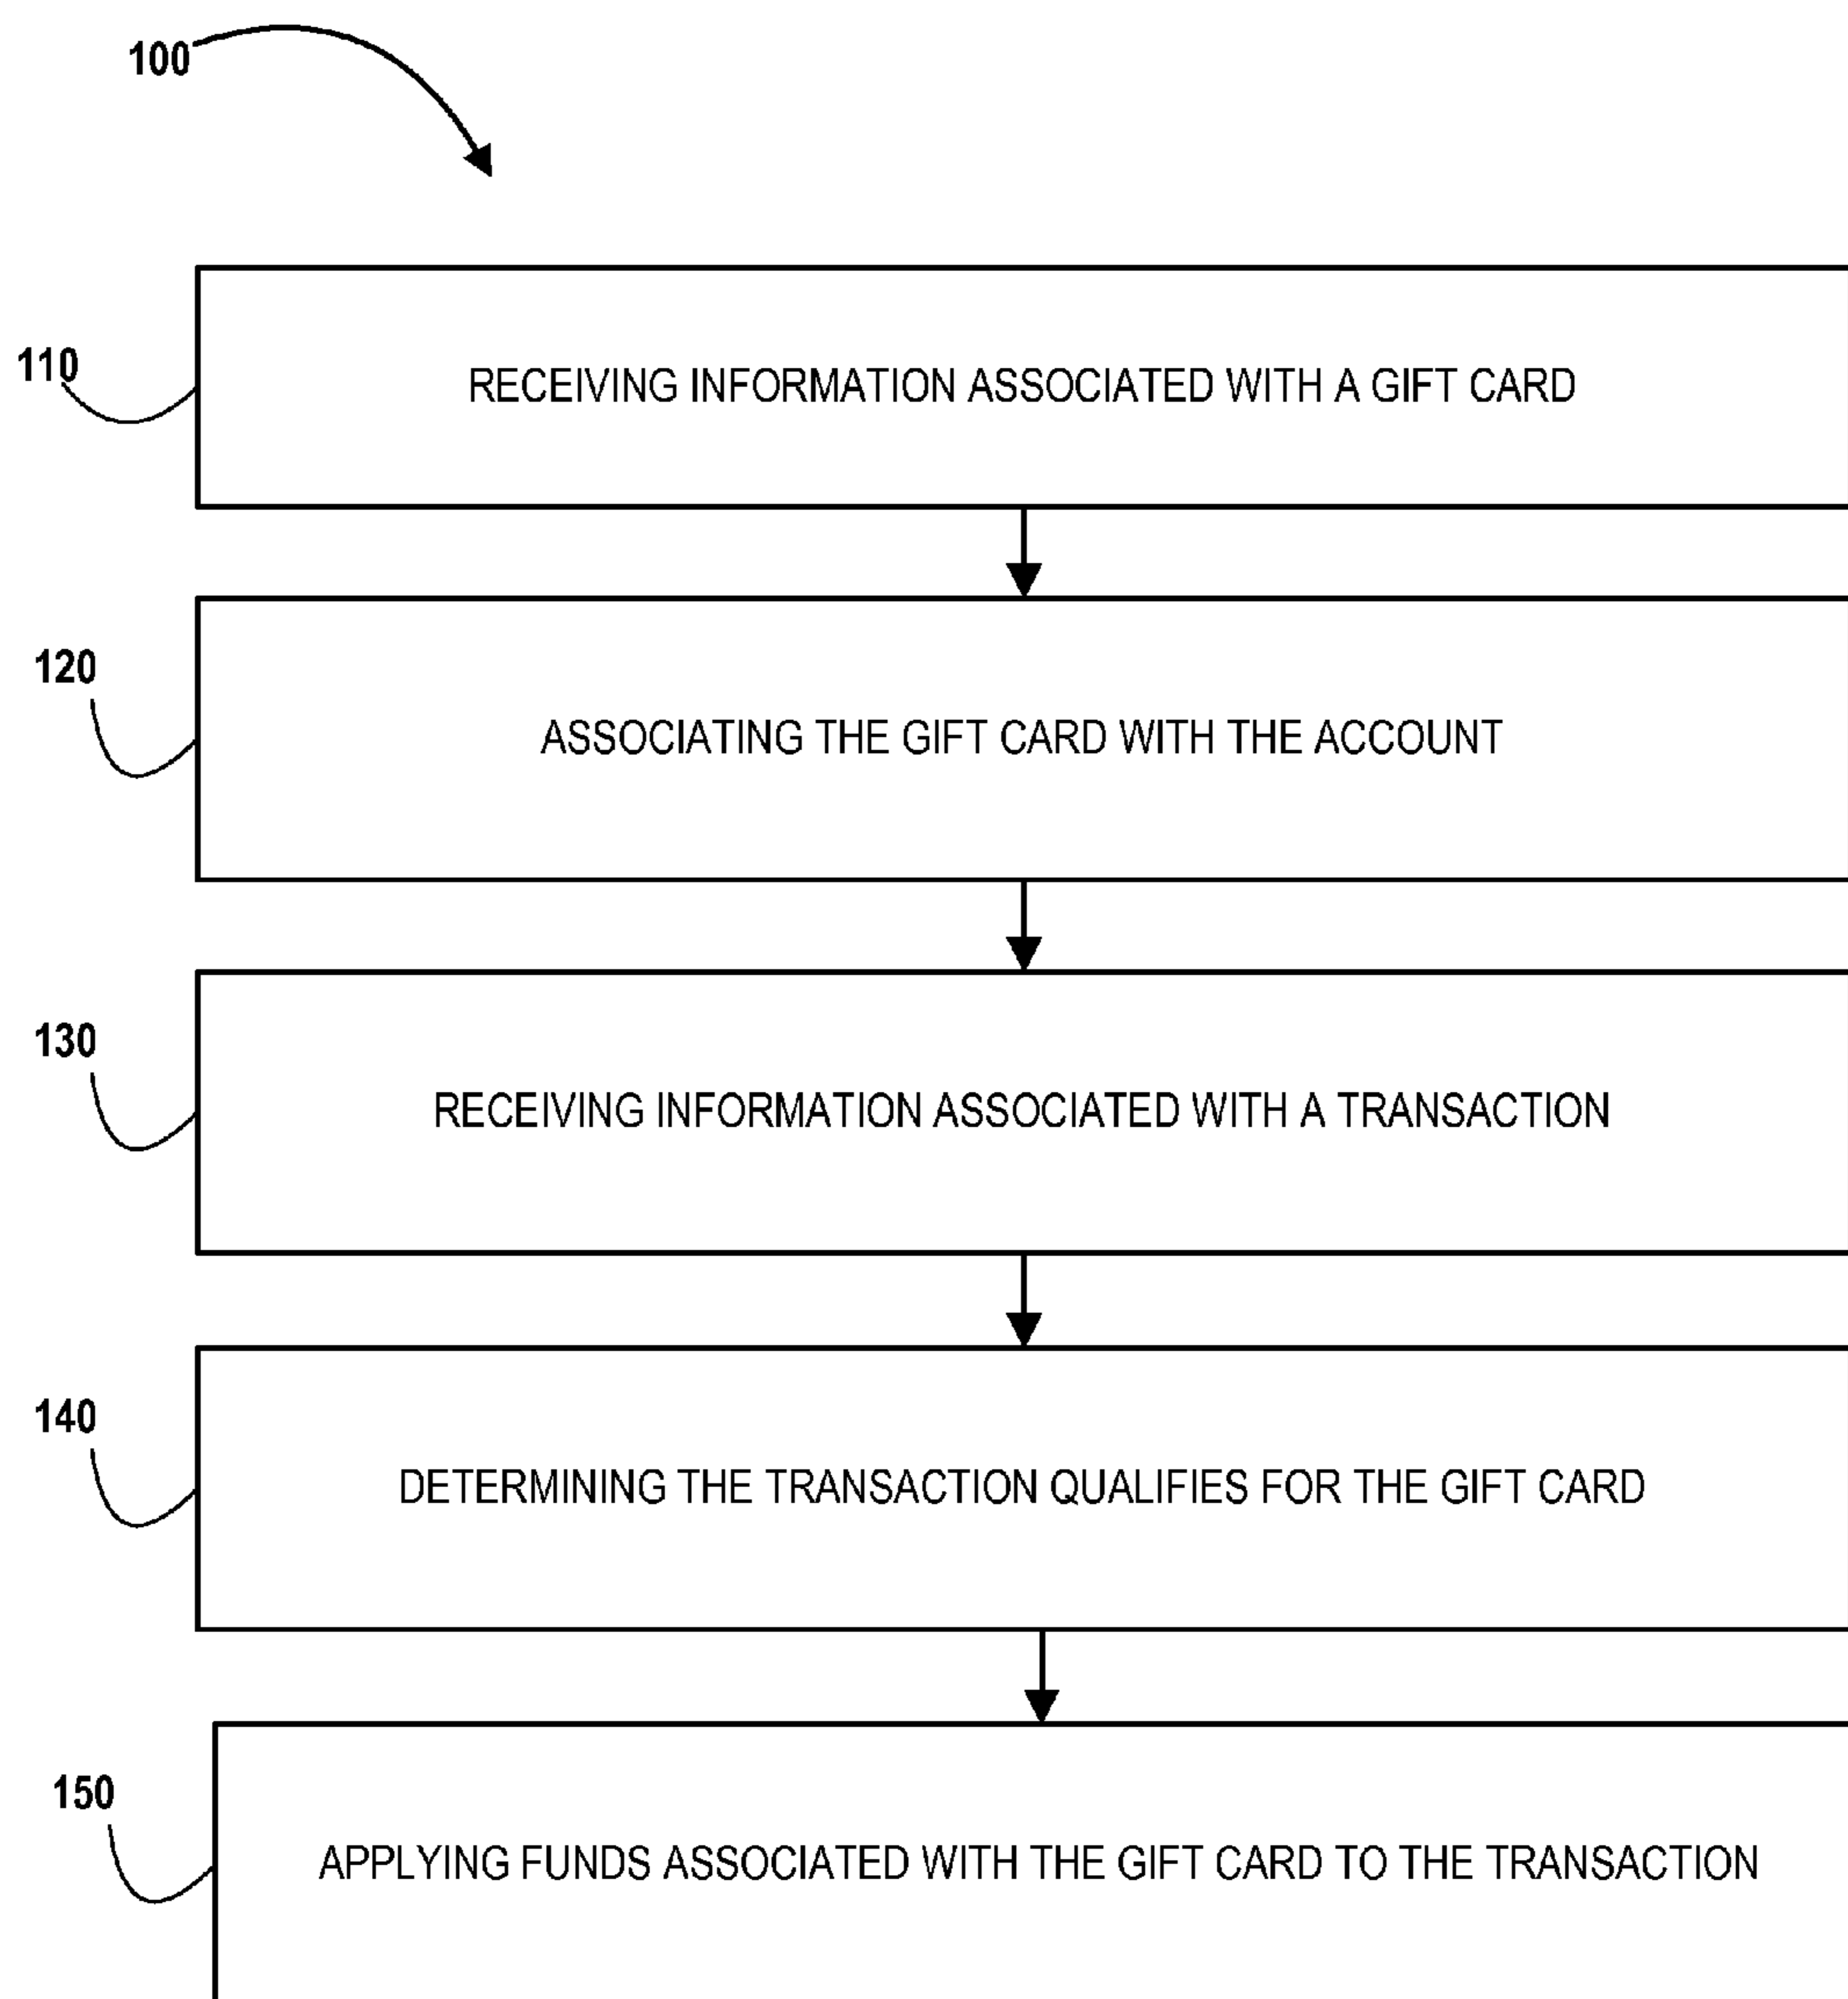 100
110
RECEIVING INFORMATION ASSOCIATED WITH A GIFT CARD
120
ASSOCIATING THE GIFT CARD WITH THE ACCOUNT
130
RECEIVING INFORMATION ASSOCIATED WITH A TRANSACTION
140
DETERMINING THE TRANSACTION QUALIFIES FOR THE GIFT CARD
150
APPLYING FUNDS ASSOCIATED WITH THE GIFT CARD TO THE TRANSACTION